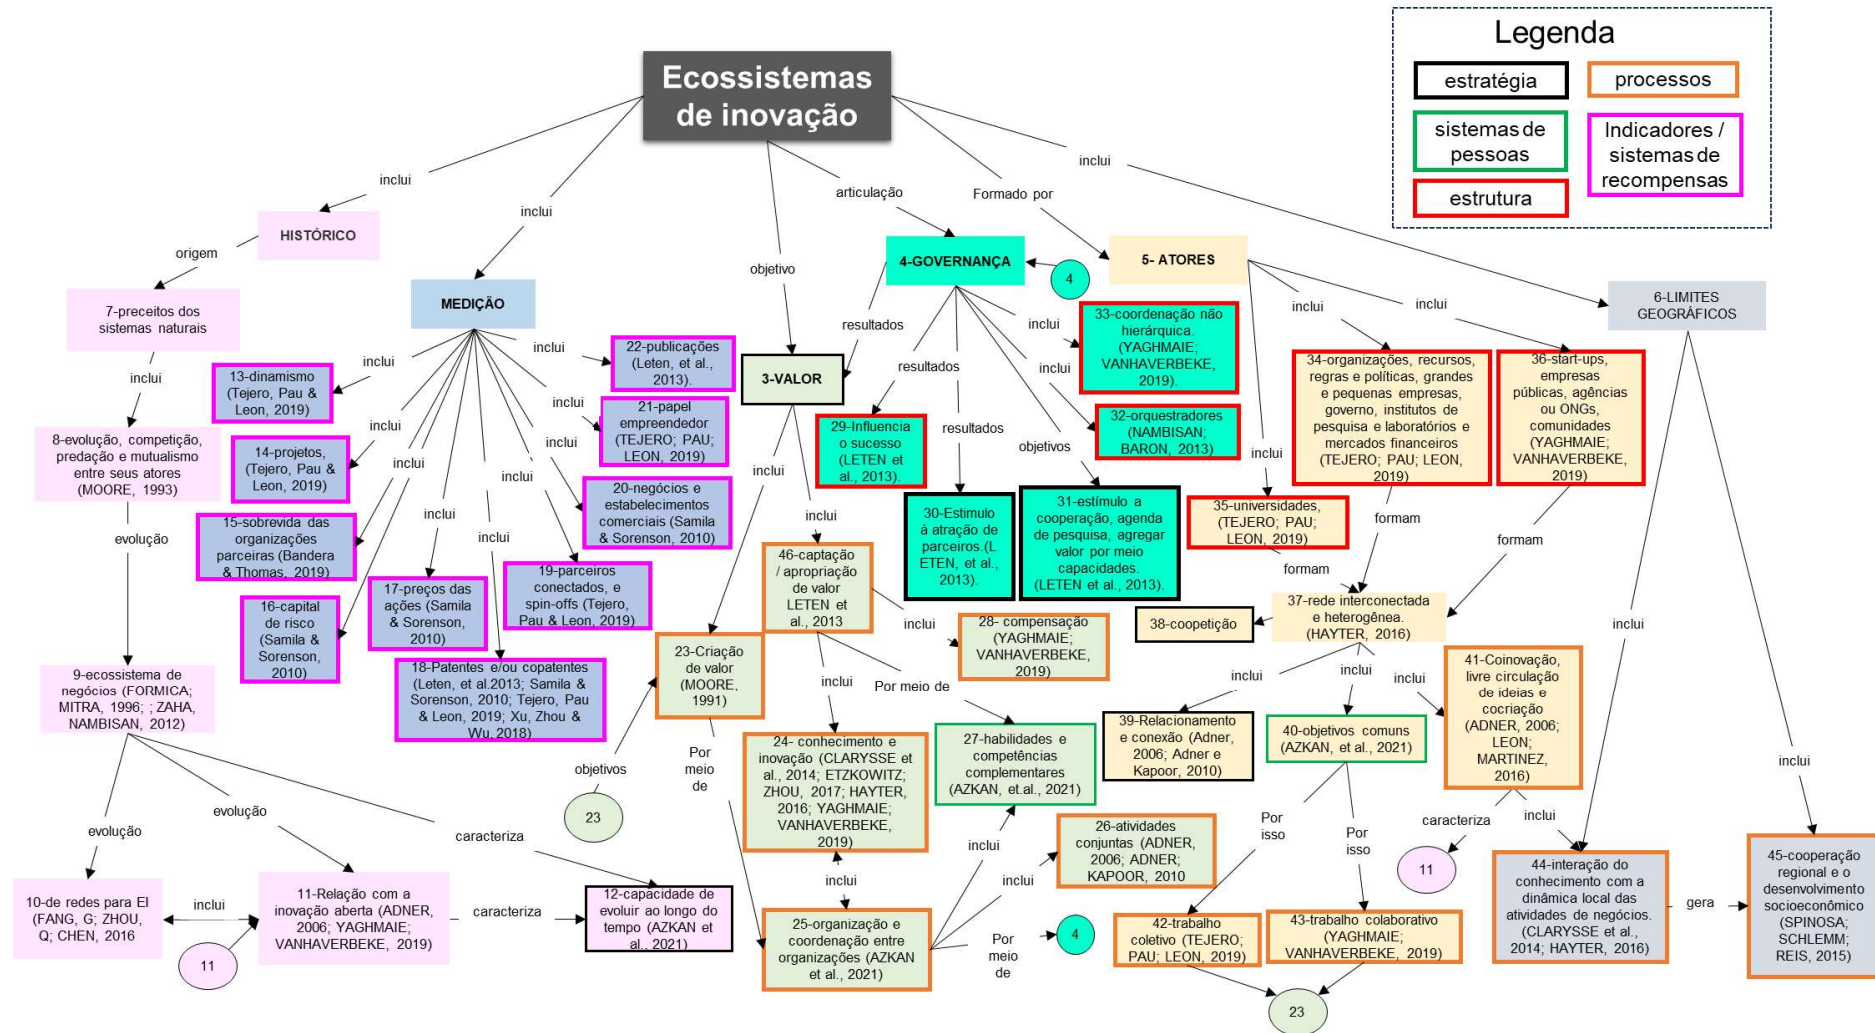 Legenda
estratégia
processos
sistemas de
pessoas
Indicadores /
sistemas de
recompensas
estrutura
Ecossistemas
de inovação
inclui
inclui
objetivo
articulação
Formado por
inclui
HISTÓRICO
origem
MEDIÇÃO
4-GOVERNANÇA
4
5- ATORES
6-LIMITES
GEOGRÁFICOS
7-preceitos dos
sistemas naturais
inclui
8-evolução, competição,
predação e mutualismo
entre seus atores
(MOORE, 1993)
evolução
9-ecossistema de
negócios (FORMICA;
MITRA, 1996; ; ZAHA,
NAMBISAN, 2012)
evolução
evolução
caracteriza
10-de redes para EI
(FANG, G; ZHOU,
Q; CHEN, 2016
inclui
11-Relação com a
inovação aberta (ADNER,
2006; YAGHMAIE;
VANHAVERBEKE, 2019)
11
caracteriza
12-capacidade de
evoluir ao longo do
tempo (AZKAN et
al., 2021)
inclui
inclui
inclui
inclui
inclui
inclui
inclui
inclui
inclui
13-dinamismo
(Tejero, Pau &
Leon, 2019)
14-projetos,
(Tejero, Pau &
Leon, 2019)
15-sobrevida das
organizações
parceiras (Bandera
& Thomas, 2019)
16-capital
de risco
(Samila &
Sorenson,
2010)
17-preços das
ações (Samila
& Sorenson,
2010)
18-Patentes e/ou copatentes
(Leten, et al.2013; Samila &
Sorenson, 2010; Tejero, Pau
& Leon, 2019; Xu, Zhou &
Wu, 2018)
19-parceiros
conectados, e
spin-offs (Tejero,
Pau & Leon, 2019)
20-negócios e
estabelecimentos
comerciais (Samila
& Sorenson, 2010)
21-papel
empreendedor
(TEJERO; PAU;
LEON, 2019)
22-publicações
(Leten, et al.,
2013).
3-VALOR
resultados
resultados
resultados
objetivos
inclui
inclui
29-Influencia
o sucesso
(LETEN et
al., 2013).
30-Estimulo
à atração de
parceiros.(L
ETEN, et al.,
2013).
31-estímulo a
cooperação, agenda
de pesquisa, agregar
valor por meio
capacidades.
(LETEN et al., 2013).
32-orquestradores
(NAMBISAN;
BARON, 2013)
33-coordenação não
hierárquica.
(YAGHMAIE;
VANHAVERBEKE,
2019).
inclui
inclui
23-Criação
de valor
(MOORE,
1991)
objetivos
23
Por
meio
de
46-captação
/ apropriação
de valor
LETEN et
al., 2013
inclui
28- compensação
(YAGHMAIE;
VANHAVERBEKE,
2019)
inclui
Por meio de
24- conhecimento e
inovação (CLARYSSE
et al., 2014; ETZKOWITZ;
ZHOU, 2017; HAYTER,
2016; YAGHMAIE;
VANHAVERBEKE,
2019)
27-habilidades e
competências
complementares
(AZKAN, et.al., 2021)
inclui
25-organização e
coordenação entre
organizações (AZKAN
et al., 2021)
inclui
inclui
26-atividades
conjuntas (ADNER,
2006; ADNER;
KAPOOR, 2010
Por
meio
de
4
inclui
inclui
inclui
34-organizações, recursos,
regras e políticas, grandes
e pequenas empresas,
governo, institutos de
pesquisa e laboratórios e
mercados financeiros
(TEJERO; PAU; LEON,
2019)
35-universidades,
(TEJERO; PAU;
LEON, 2019)
36-start-ups,
empresas
públicas, agências
ou ONGs,
comunidades
(YAGHMAIE;
VANHAVERBEKE,
2019)
formam
formam
formam
37-rede interconectada
e heterogênea.
(HAYTER, 2016)
38-coopetição
inclui
inclui
inclui
39-Relacionamento
e conexão (Adner,
2006; Adner e
Kapoor, 2010)
40-objetivos comuns
(AZKAN, et al., 2021)
41-Coinovação,
livre circulação
de ideias e
cocriação
(ADNER, 2006;
LEON;
MARTINEZ,
2016)
Por
isso
Por
isso
42-trabalho
coletivo (TEJERO;
PAU; LEON, 2019)
43-trabalho colaborativo
(YAGHMAIE;
VANHAVERBEKE, 2019)
23
caracteriza
11
inclui
inclui
inclui
44-interação do
conhecimento com a
dinâmica local das
atividades de negócios.
(CLARYSSE et al.,
2014; HAYTER, 2016)
gera
45-cooperação
regional e o
desenvolvimento
socioeconômico
(SPINOSA;
SCHLEMM;
REIS, 2015)